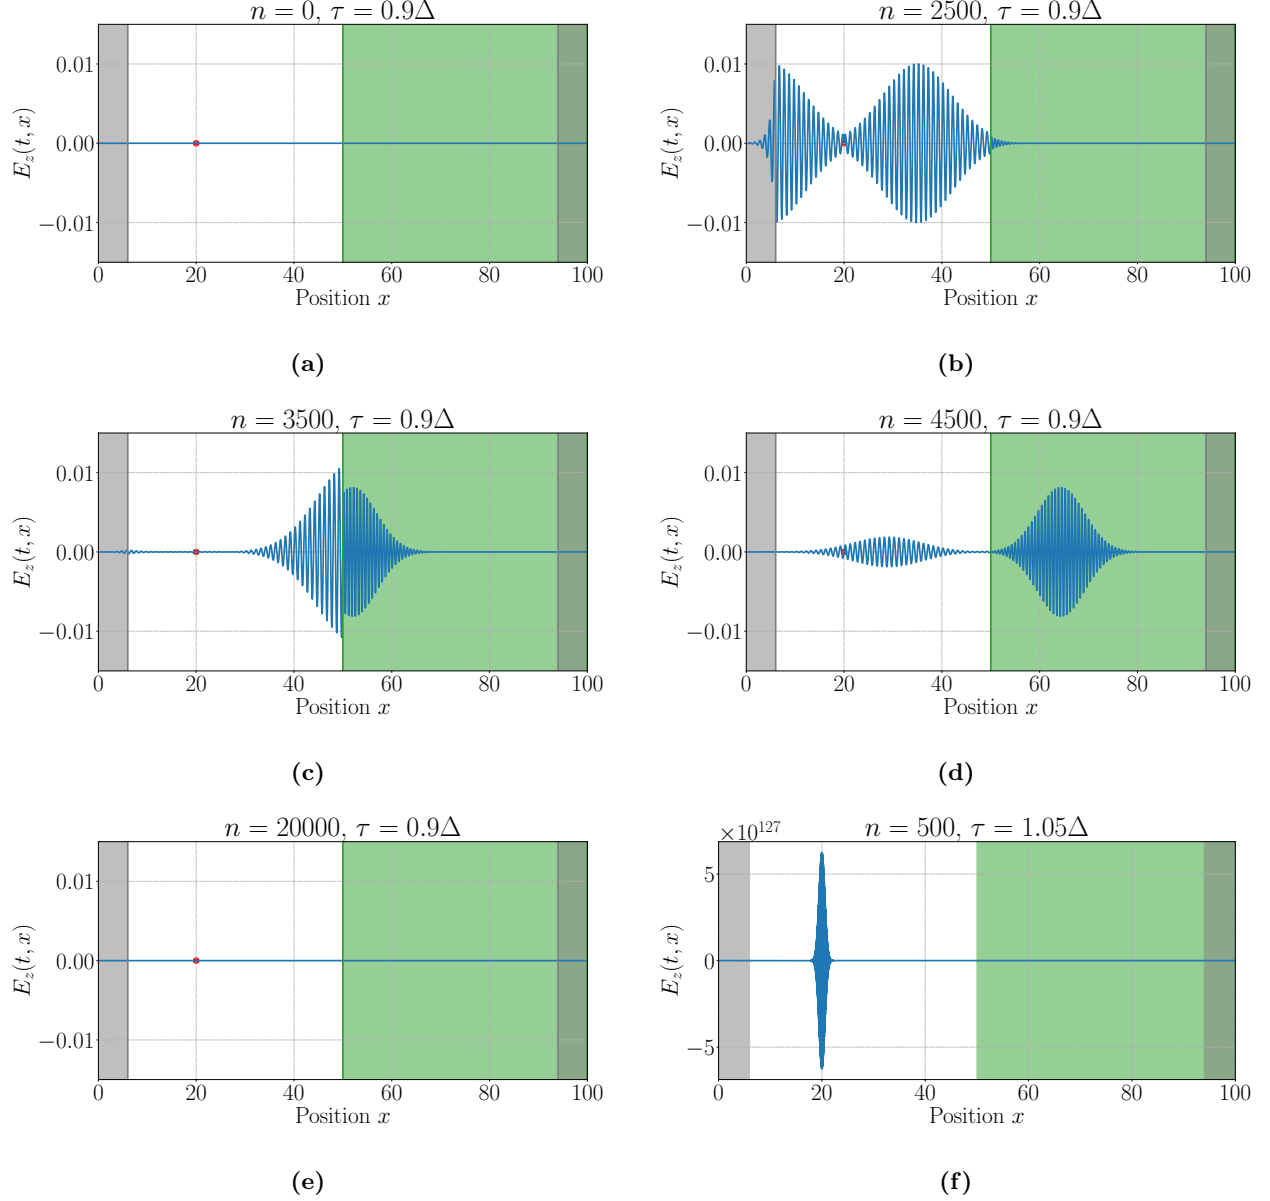 n = 0, τ = 0.9Δ
0.01
0.00
−0.01
E_z(t, x)
0 20 40 60 80 100
Position x
(a)
n = 2500, τ = 0.9Δ
0.01
0.00
−0.01
E_z(t, x)
0 20 40 60 80 100
Position x
(b)
n = 3500, τ = 0.9Δ
0.01
0.00
−0.01
E_z(t, x)
0 20 40 60 80 100
Position x
(c)
n = 4500, τ = 0.9Δ
0.01
0.00
−0.01
E_z(t, x)
0 20 40 60 80 100
Position x
(d)
n = 20000, τ = 0.9Δ
0.01
0.00
−0.01
E_z(t, x)
0 20 40 60 80 100
Position x
(e)
×10^127
n = 500, τ = 1.05Δ
5
0
−5
E_z(t, x)
0 20 40 60 80 100
Position x
(f)